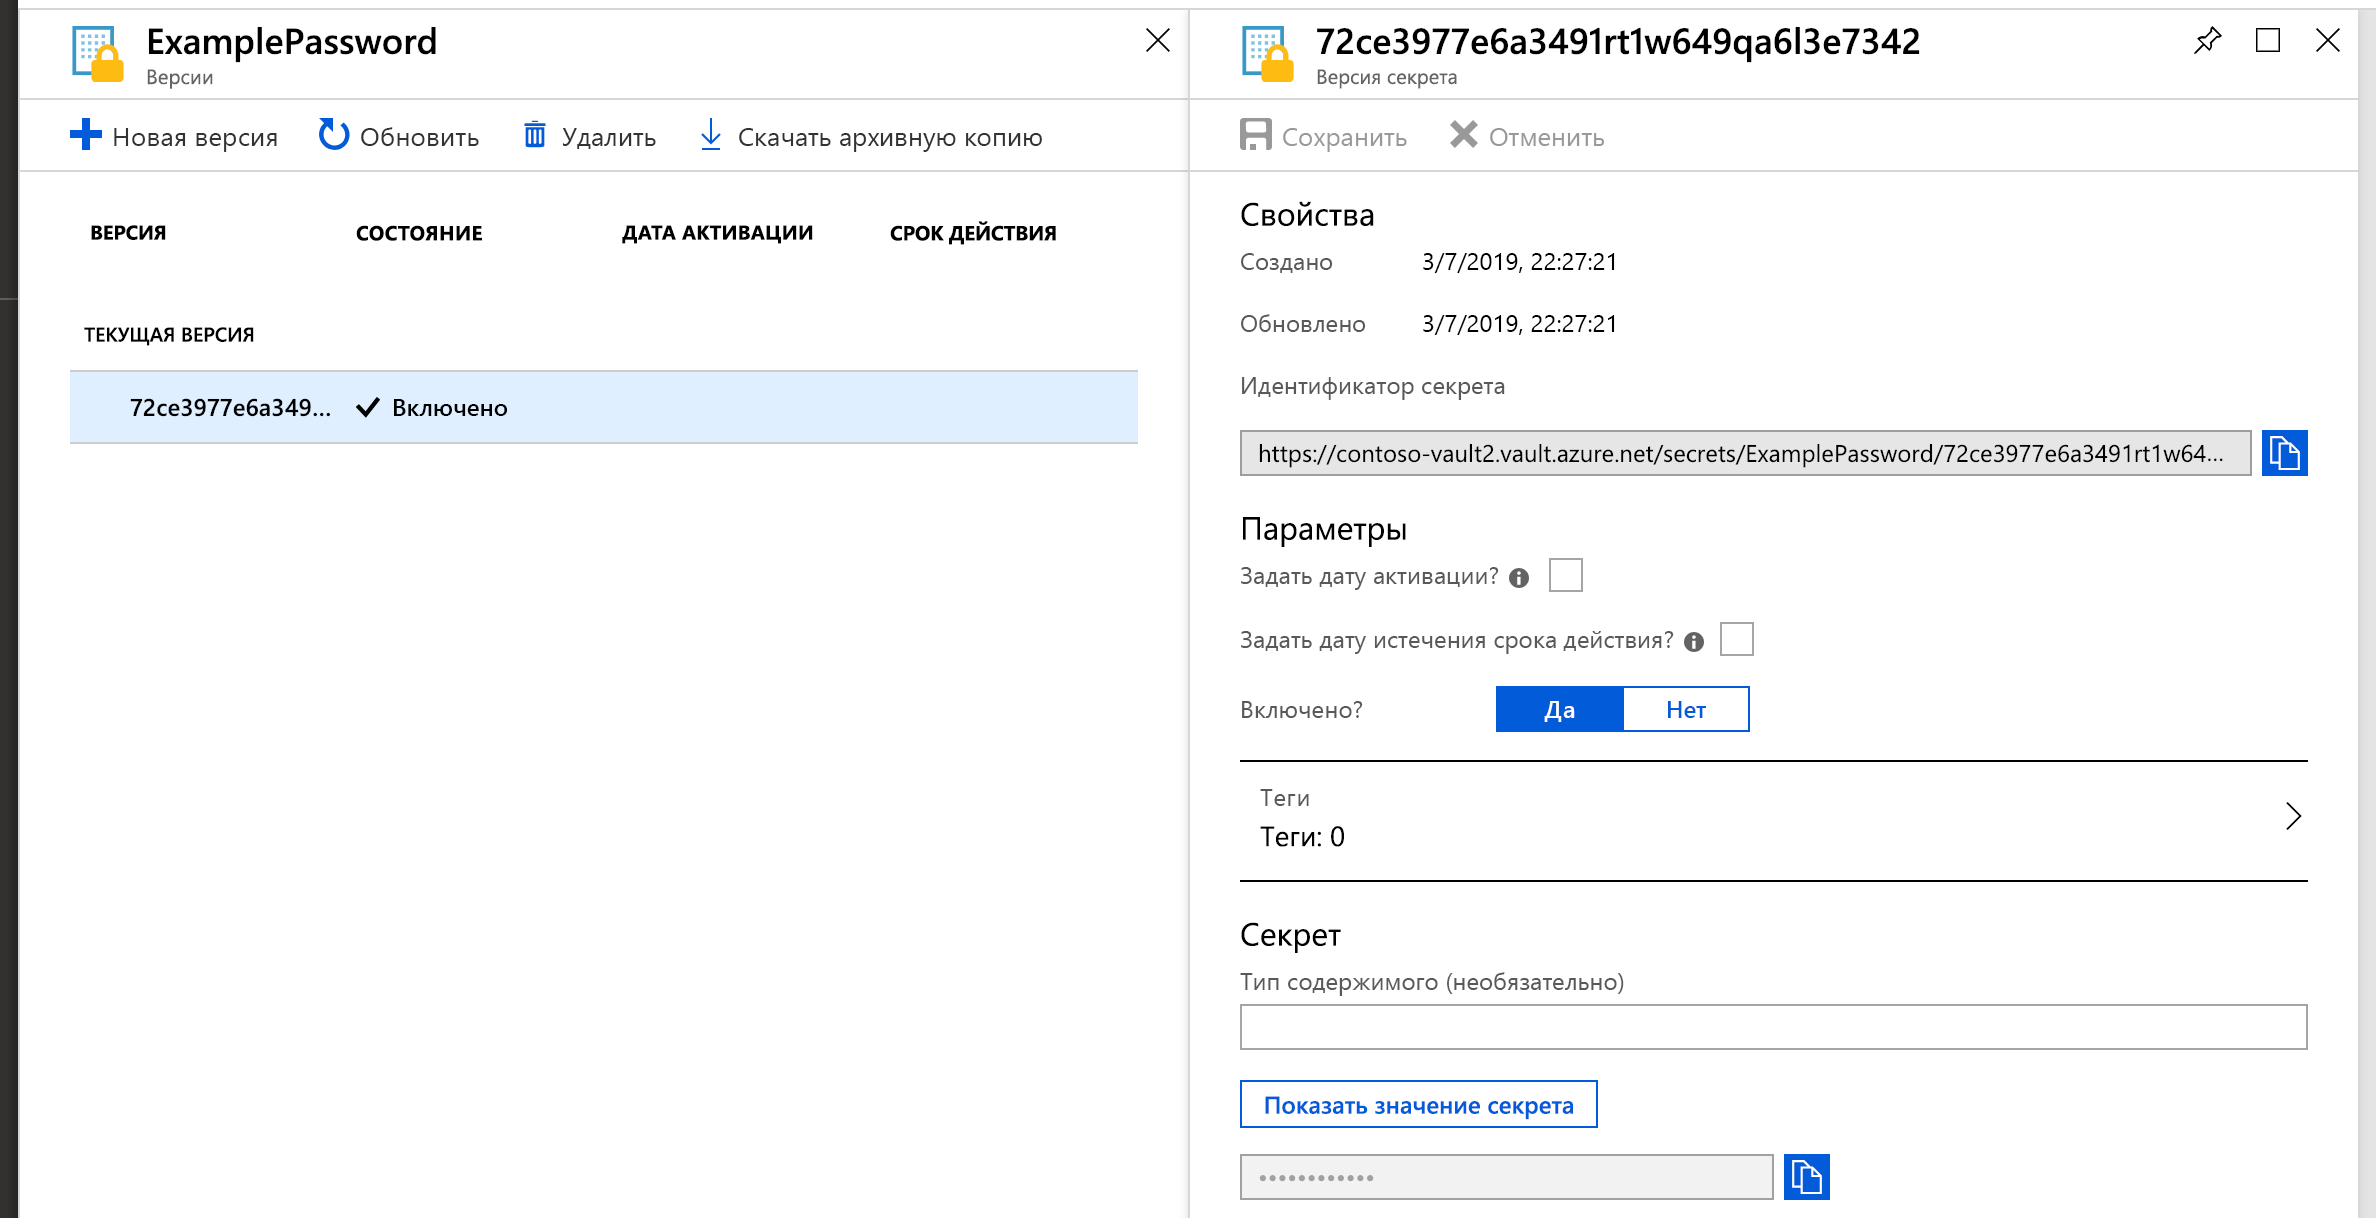 ExamplePassword
Версии
Новая версия Обновить Удалить Скачать архивную копию
ВЕРСИЯ СОСТОЯНИЕ ДАТА АКТИВАЦИИ СРОК ДЕЙСТВИЯ
ТЕКУЩАЯ ВЕРСИЯ
72ce3977e6a349... Включено
72ce3977e6a3491rt1w649qa6l3e7342
Версия секрета
Сохранить Отменить
Свойства
Создано 3/7/2019, 22:27:21
Обновлено 3/7/2019, 22:27:21
Идентификатор секрета
https://contoso-vault2.vault.azure.net/secrets/ExamplePassword/72ce3977e6a3491rt1w64...
Параметры
Задать дату активации?
Задать дату истечения срока действия?
Включено? Да Нет
Теги
Теги: 0
Секрет
Тип содержимого (необязательно)
Показать значение секрета
••••••••••••